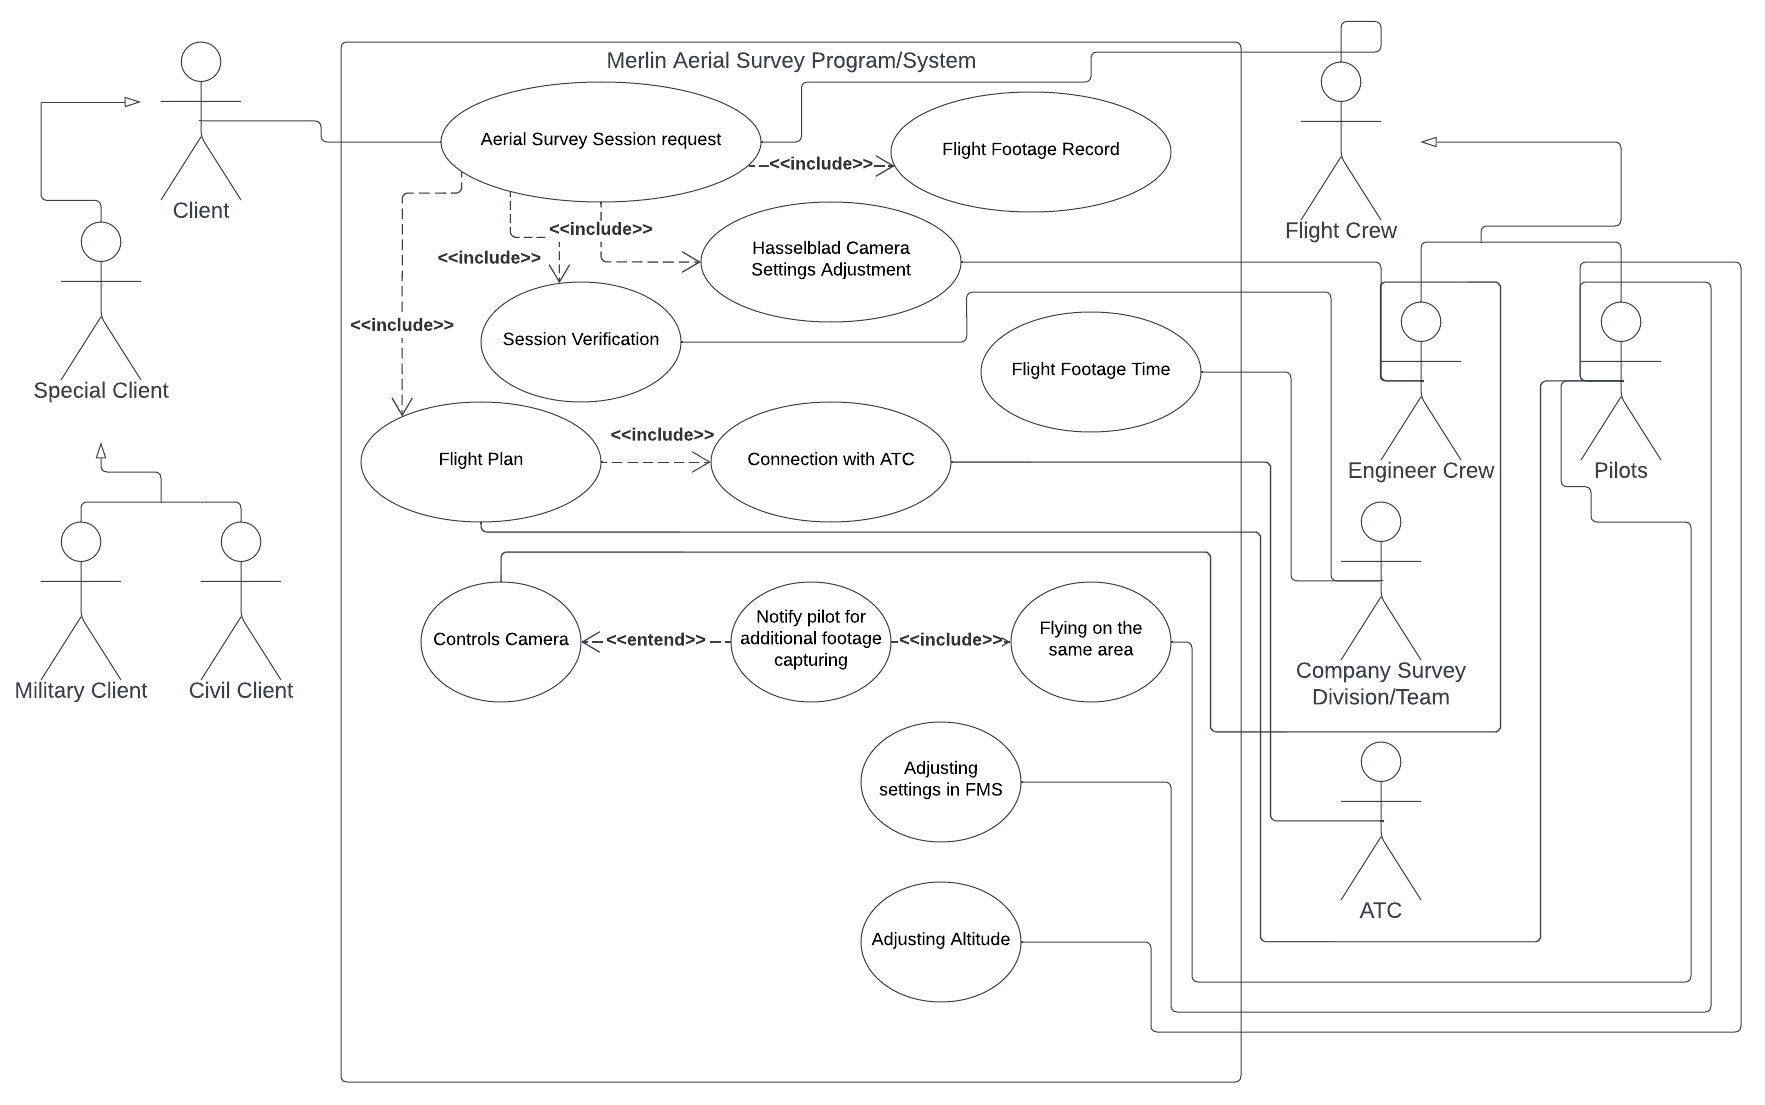 Merlin Aerial Survey Program/System
Aerial Survey Session request
Flight Footage Record
<<include>>
Client
<<include>>
Flight Crew
Hasselblad Camera
Settings Adjustment
<<include>>
<<include>>
Session Verification
Flight Footage Time
Special Client
<<include>>
Flight Plan
Connection with ATC
Engineer Crew
Pilots
Controls Camera
<<entend>>
Notify pilot for
additional footage
capturing
<<include>>
Flying on the
same area
Company Survey
Division/Team
Military Client
Civil Client
Adjusting
settings in FMS
ATC
Adjusting Altitude